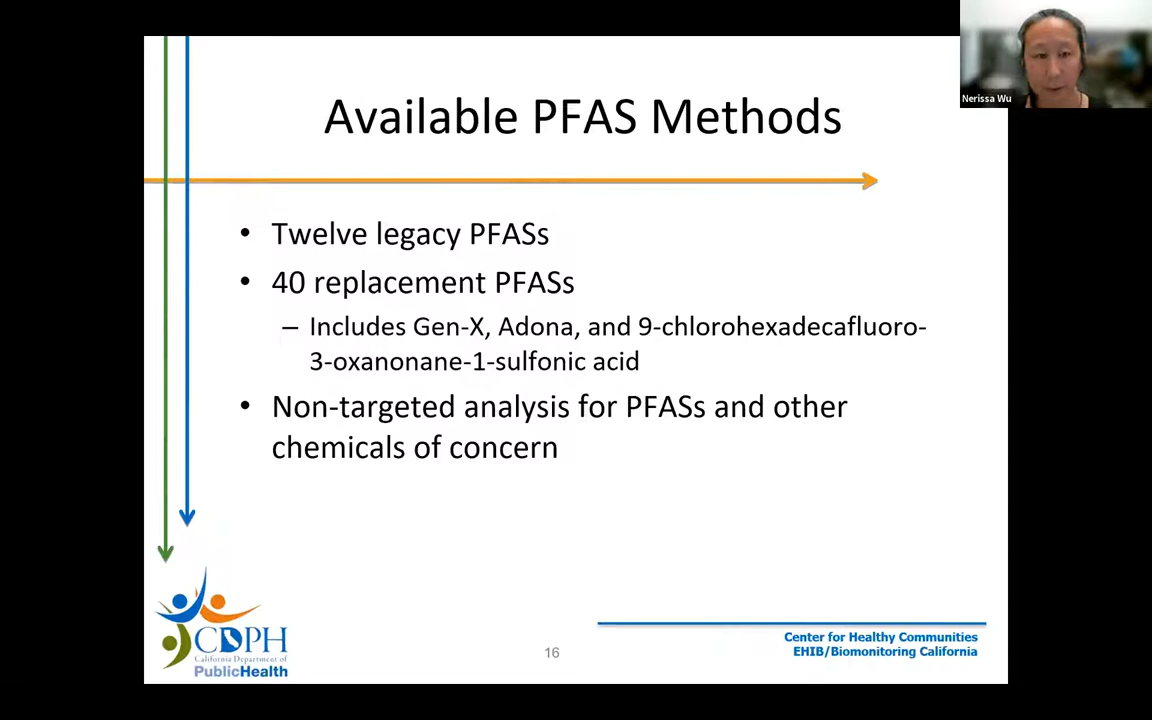 Nerissa Wu
Available PFAS Methods
• Twelve legacy PFASs
• 40 replacement PFASs
– Includes Gen-X, Adona, and 9-chlorohexadecafluoro-
3-oxanonane-1-sulfonic acid
• Non-targeted analysis for PFASs and other
chemicals of concern
CDPH
California Department of
PublicHealth
16
Center for Healthy Communities
EHIB/Biomonitoring California